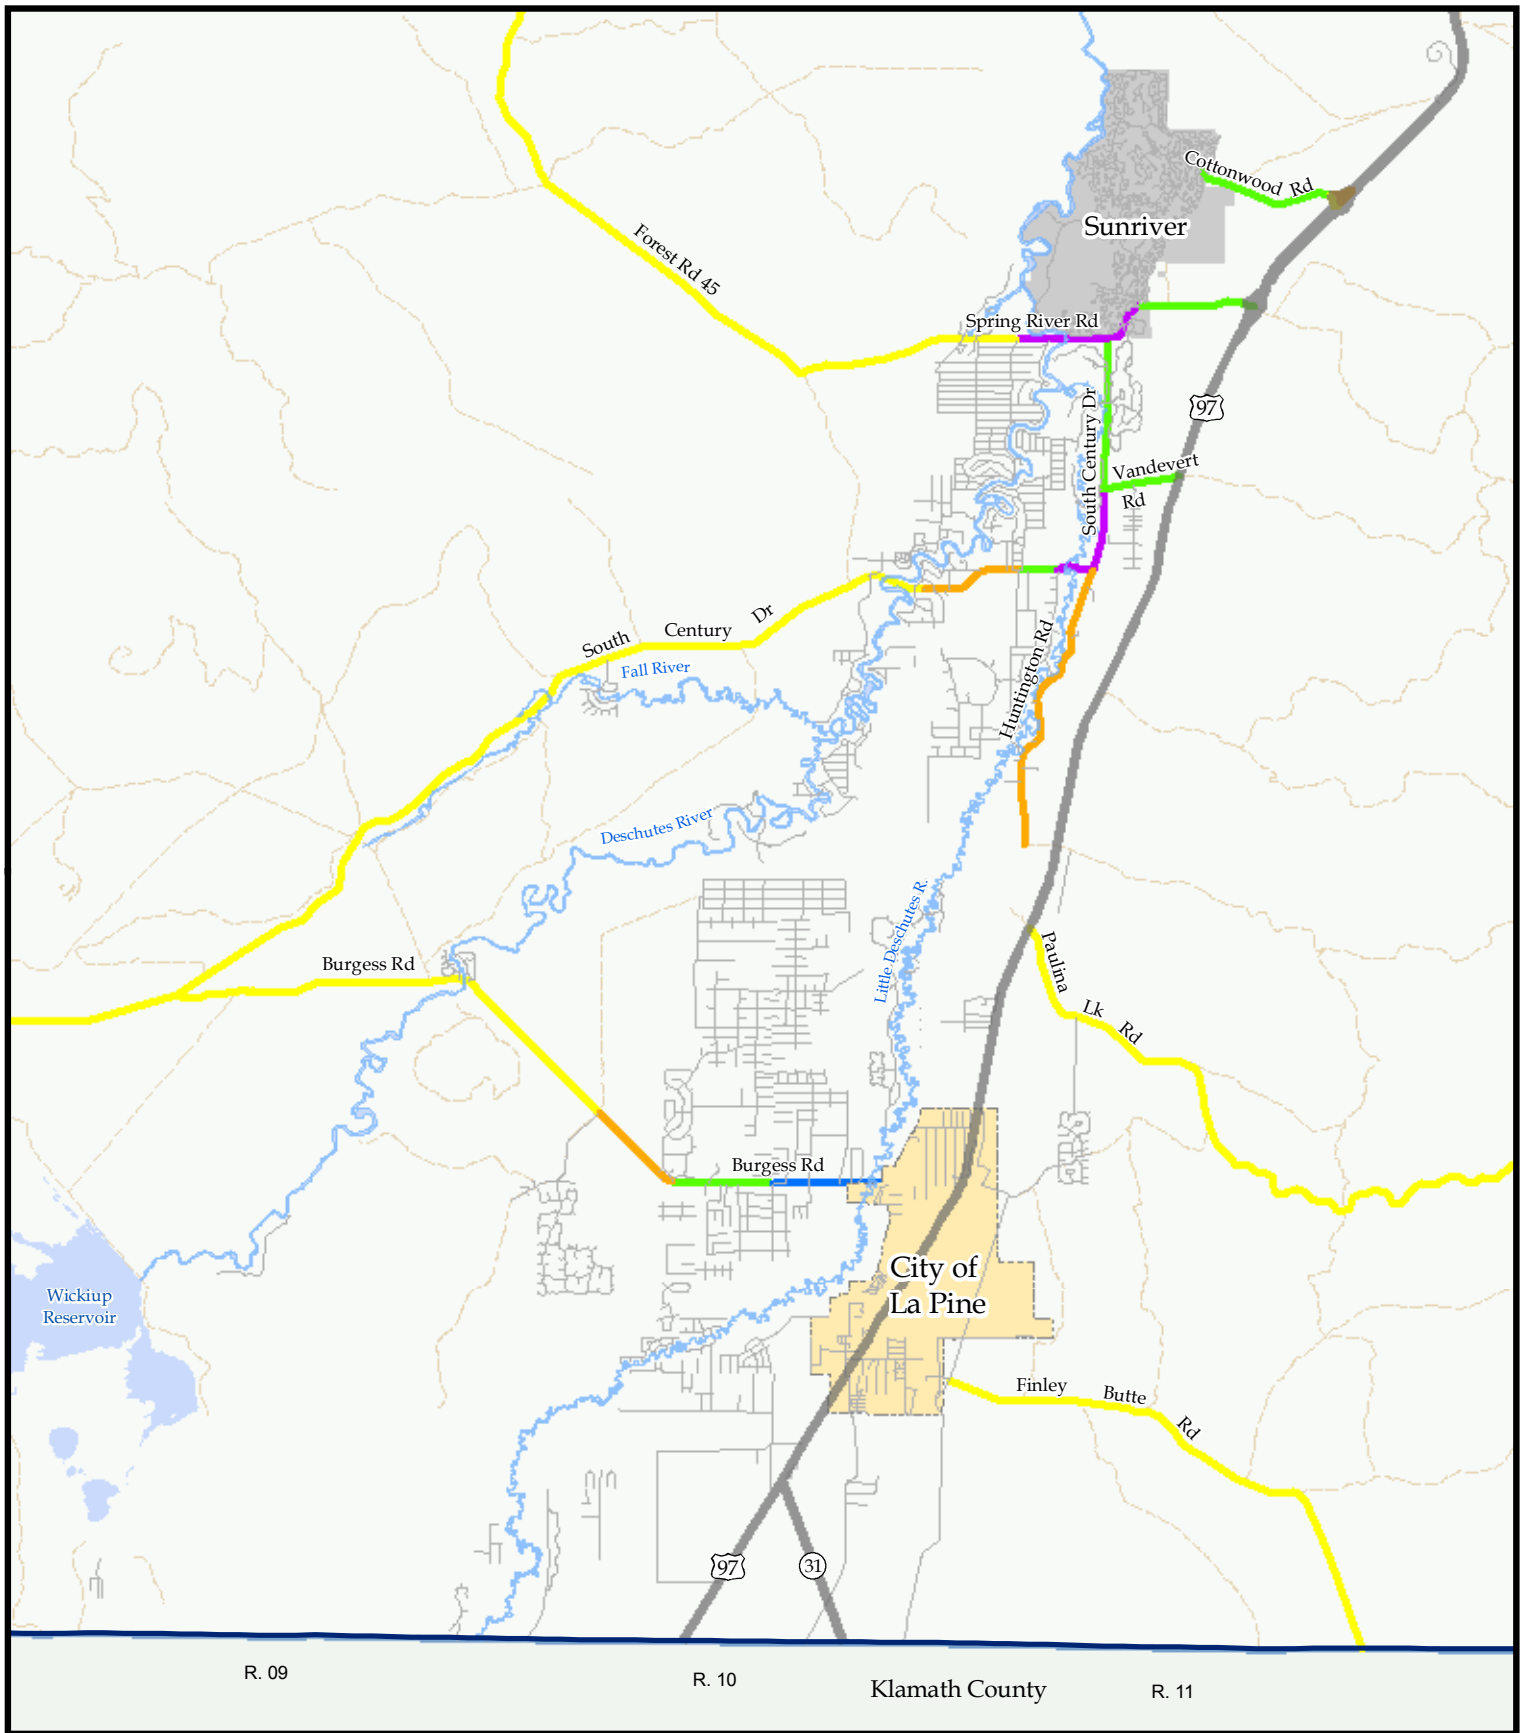 Cottonwood Rd
Sunriver
Forest Rd 45
Spring River Rd
97
South Century Dr
Vandevert
Rd
South Century Dr
Fall River
Huntington Rd
Deschutes River
Little Deschutes R.
Paulina Lk Rd
Burgess Rd
Burgess Rd
City of
La Pine
Wickiup
Reservoir
Finley Butte Rd
97
31
R. 09
R. 10
Klamath County
R. 11